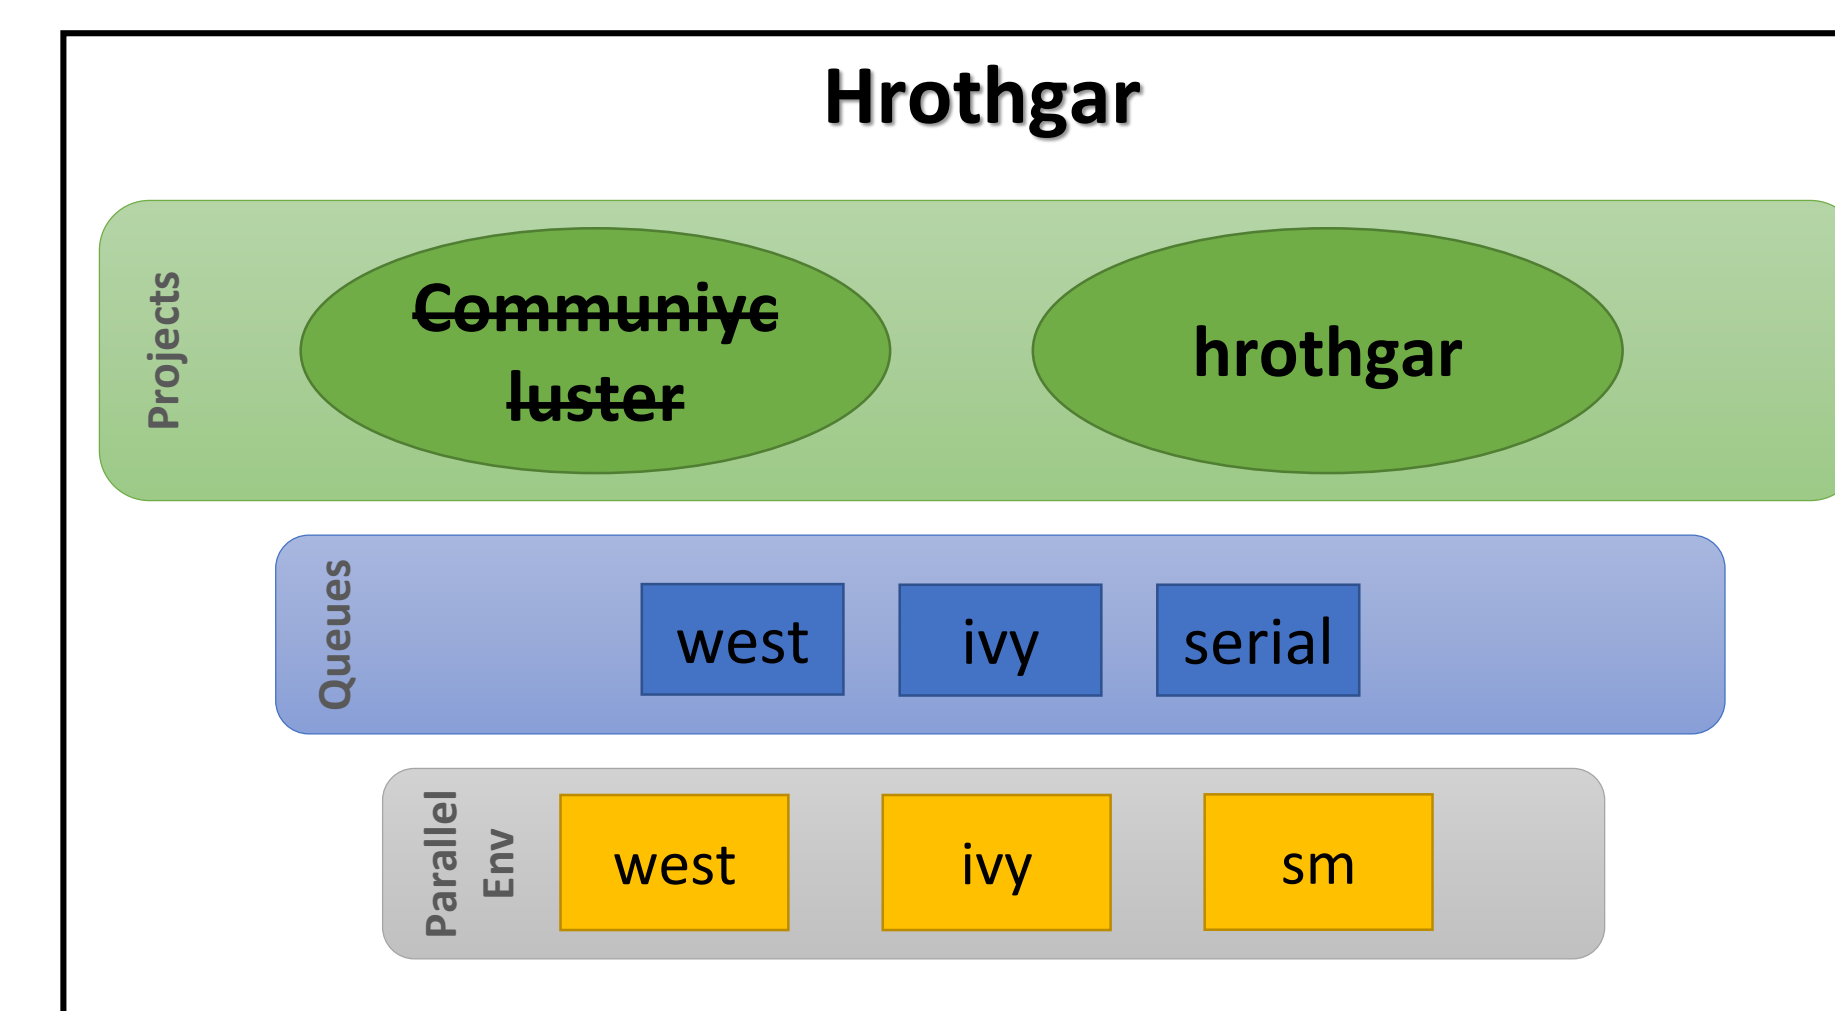 Hrothgar
Projects
Communiyc
luster
hrothgar
Queues
west
ivy
serial
Parallel
Env
west
ivy
sm